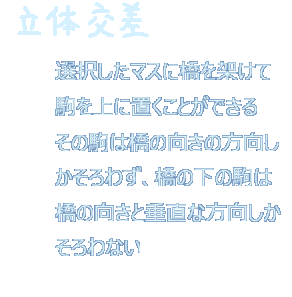 立体交差
選択したマスに橋を架けて
駒を上に置くことができる
その駒は橋の向きの方向し
かそろわず、橋の下の駒は
橋の向きと垂直な方向しか
そろわない